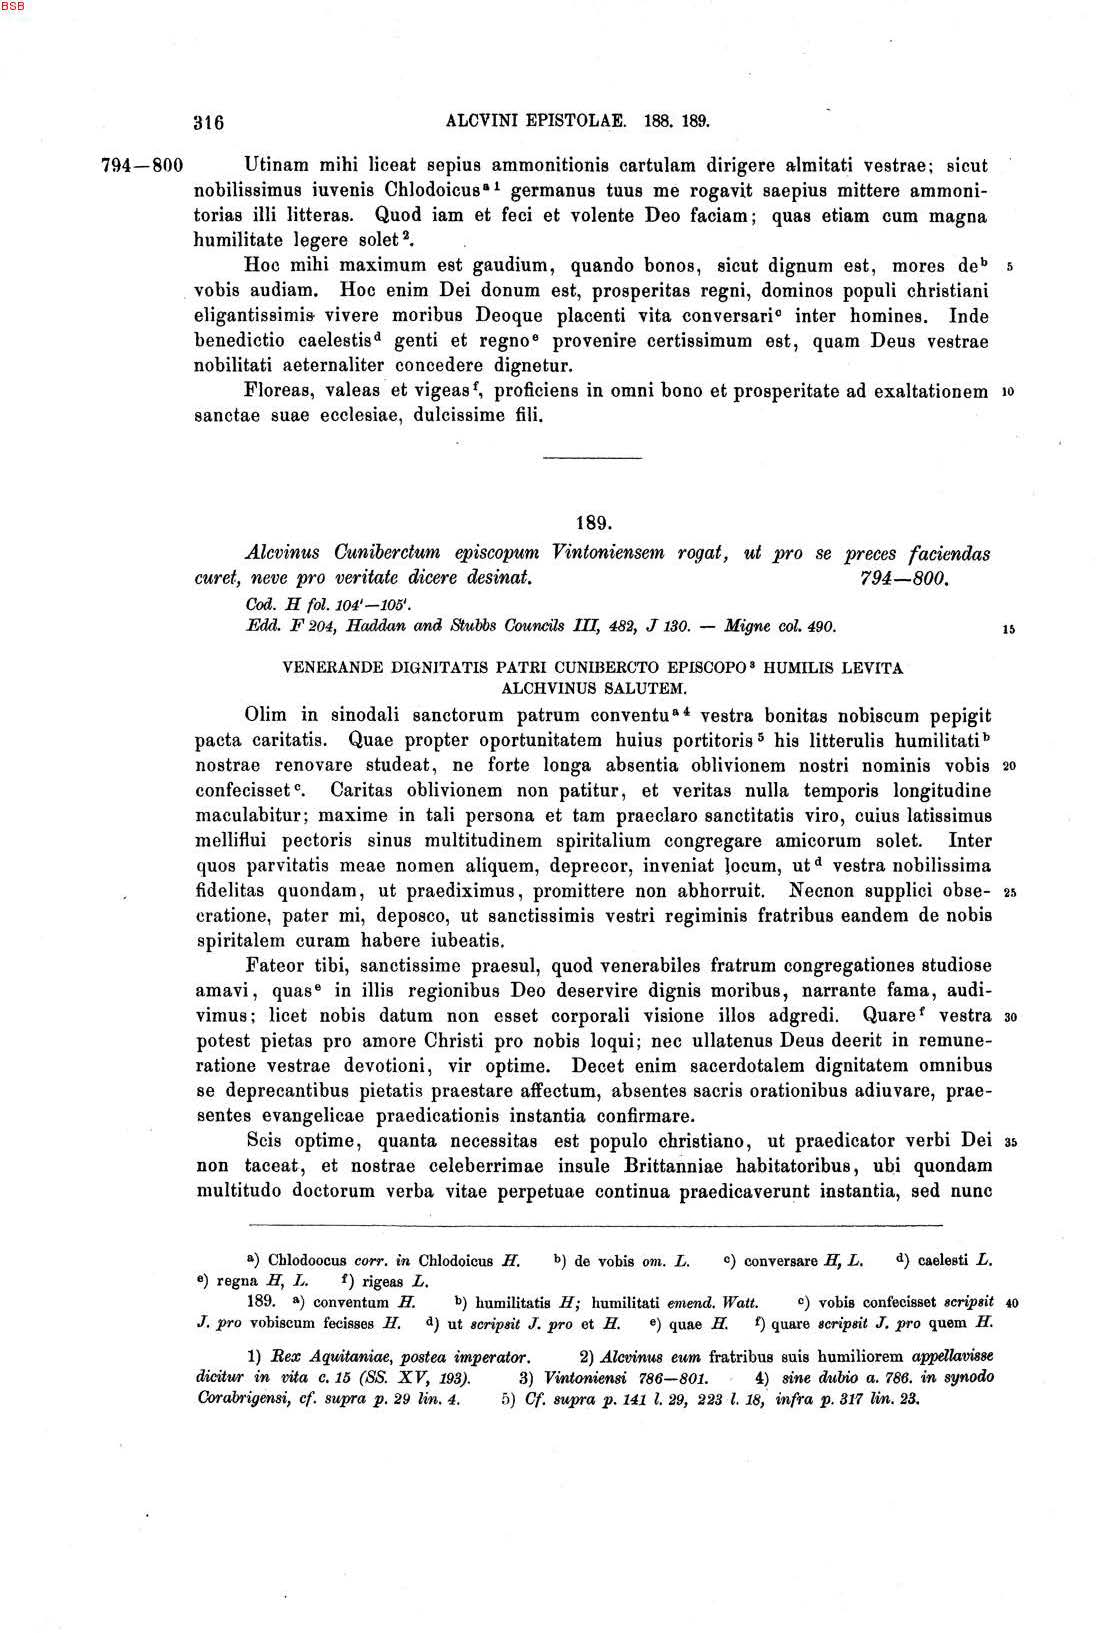 BSB
316 ALCVINI EPISTOLAE. 188. 189.
794—800 Utinam mihi liceat sepius ammonitionis cartulam dirigere almitati vestrae; sicut
nobilissimus iuvenis Chlodoicus a 1 germanus tuus me rogavit saepius mittere ammoni-
torias illi litteras. Quod iam et feci et volente Deo faciam; quas etiam cum magna
humilitate legere solet 2.
Hoc mihi maximum est gaudium, quando bonos, sicut dignum est, mores de b 5
vobis audiam. Hoc enim Dei donum est, prosperitas regni, dominos populi christiani
eligantissimis vivere moribus Deoque placenti vita conversari c inter homines. Inde
benedictio caelestis d genti et regno e provenire certissimum est, quam Deus vestrae
nobilitati aeternaliter concedere dignetur.
Floreas, valeas et vigeas f, proficiens in omni bono et prosperitate ad exaltationem 10
sanctae suae ecclesiae, dulcissime fili.
189.
Alcvinus Cuniberctum episcopum Vintoniensem rogat, ut pro se preces faciendas
curet, neve pro veritate dicere desinat. 794—800.
Cod. H fol. 104'—105'.
Edd. F 204, Haddan and Stubbs Councils III, 482, J 130. — Migne col. 490. 15
VENERANDE DIGNITATIS PATRI CUNIBERCTO EPISCOPO 3 HUMILIS LEVITA
ALCHVINUS SALUTEM.
Olim in sinodali sanctorum patrum conventu a 4 vestra bonitas nobiscum pepigit
pacta caritatis. Quae propter oportunitatem huius portitoris 5 his litterulis humilitati b
nostrae renovare studeat, ne forte longa absentia oblivionem nostri nominis vobis 20
confecisset c. Caritas oblivionem non patitur, et veritas nulla temporis longitudine
maculabitur; maxime in tali persona et tam praeclaro sanctitatis viro, cuius latissimus
melliflui pectoris sinus multitudinem spiritalium congregare amicorum solet. Inter
quos parvitatis meae nomen aliquem, deprecor, inveniat locum, ut d vestra nobilissima
fidelitas quondam, ut praediximus, promittere non abhorruit. Necnon supplici obse- 25
cratione, pater mi, deposco, ut sanctissimis vestri regiminis fratribus eandem de nobis
spiritalem curam habere iubeatis.
Fateor tibi, sanctissime praesul, quod venerabiles fratrum congregationes studiose
amavi, quas e in illis regionibus Deo deservire dignis moribus, narrante fama, audi-
vimus; licet nobis datum non esset corporali visione illos adgredi. Quare f vestra 30
potest pietas pro amore Christi pro nobis loqui; nec ullatenus Deus deerit in remune-
ratione vestrae devotioni, vir optime. Decet enim sacerdotalem dignitatem omnibus
se deprecantibus pietatis praestare affectum, absentes sacris orationibus adiuvare, prae-
sentes evangelicae praedicationis instantia confirmare.
Scis optime, quanta necessitas est populo christiano, ut praedicator verbi Dei 35
non taceat, et nostrae celeberrimae insule Brittanniae habitatoribus, ubi quondam
multitudo doctorum verba vitae perpetuae continua praedicaverunt instantia, sed nunc
a) Chlodoocus corr. in Chlodoicus H. b) de vobis om. L. c) conversare H, L. d) caelesti L.
e) regna H, L. f) rigeas L.
189. a) conventum H. b) humilitatis H; humilitati emend. Watt. c) vobis confecisset scripsit 40
J. pro vobiscum fecisses H. d) ut scripsit J. pro et H. e) quae H. f) quare scripsit J. pro quem H.
1) Rex Aquitaniae, postea imperator. 2) Alcvinus eum fratribus suis humiliorem appellavisse
dicitur in vita c. 15 (SS. XV, 193). 3) Vintoniensi 786—801. 4) sine dubio a. 786. in synodo
Corabrigensi, cf. supra p. 29 lin. 4. 5) Cf. supra p. 141 l. 29, 223 l. 18, infra p. 317 lin. 23.